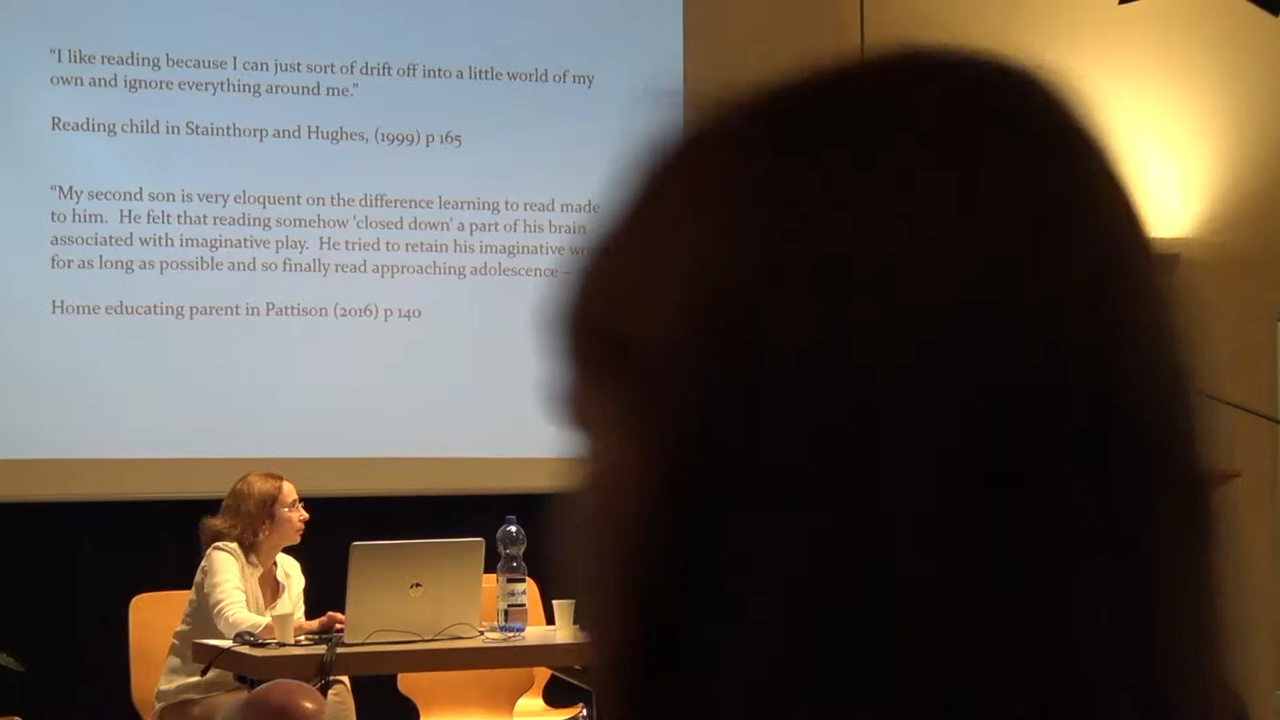 “I like reading because I can just sort of drift off into a little world of my
own and ignore everything around me.”
Reading child in Stainthorp and Hughes, (1999) p 165
“My second son is very eloquent on the difference learning to read made
to him. He felt that reading somehow ‘closed down’ a part of his brain
associated with imaginative play. He tried to retain his imaginative
for as long as possible and so finally read approaching adolescence –
Home educating parent in Pattison (2016) p 140